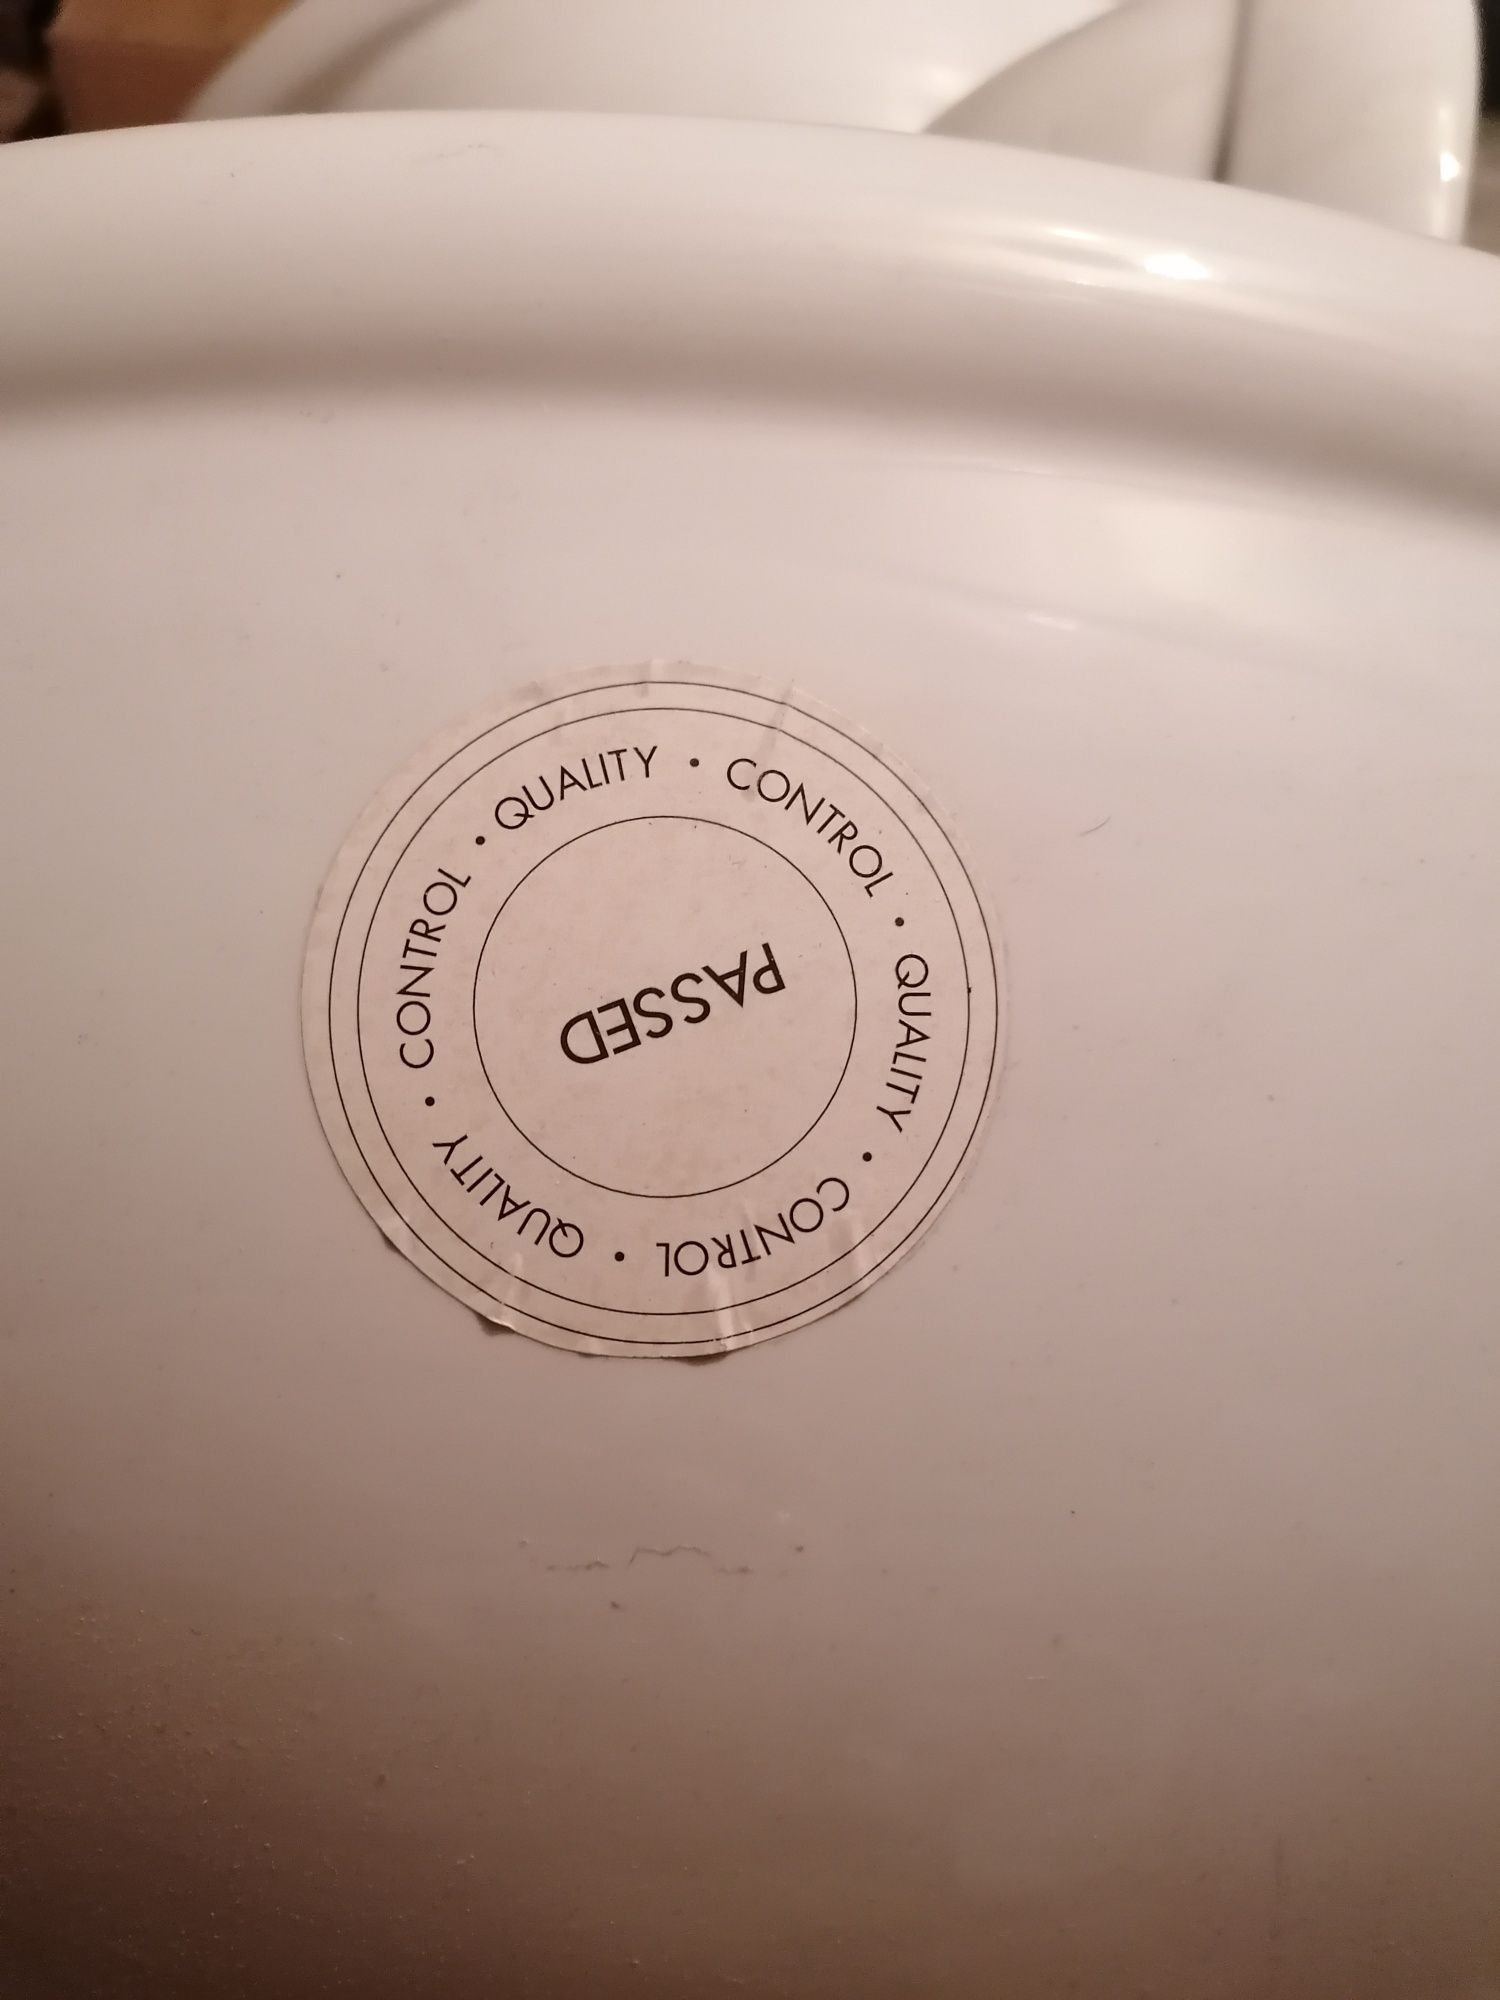 QUALITY • CONTROL • QUALITY • CONTROL • QUALITY • CONTROL •
PASSED